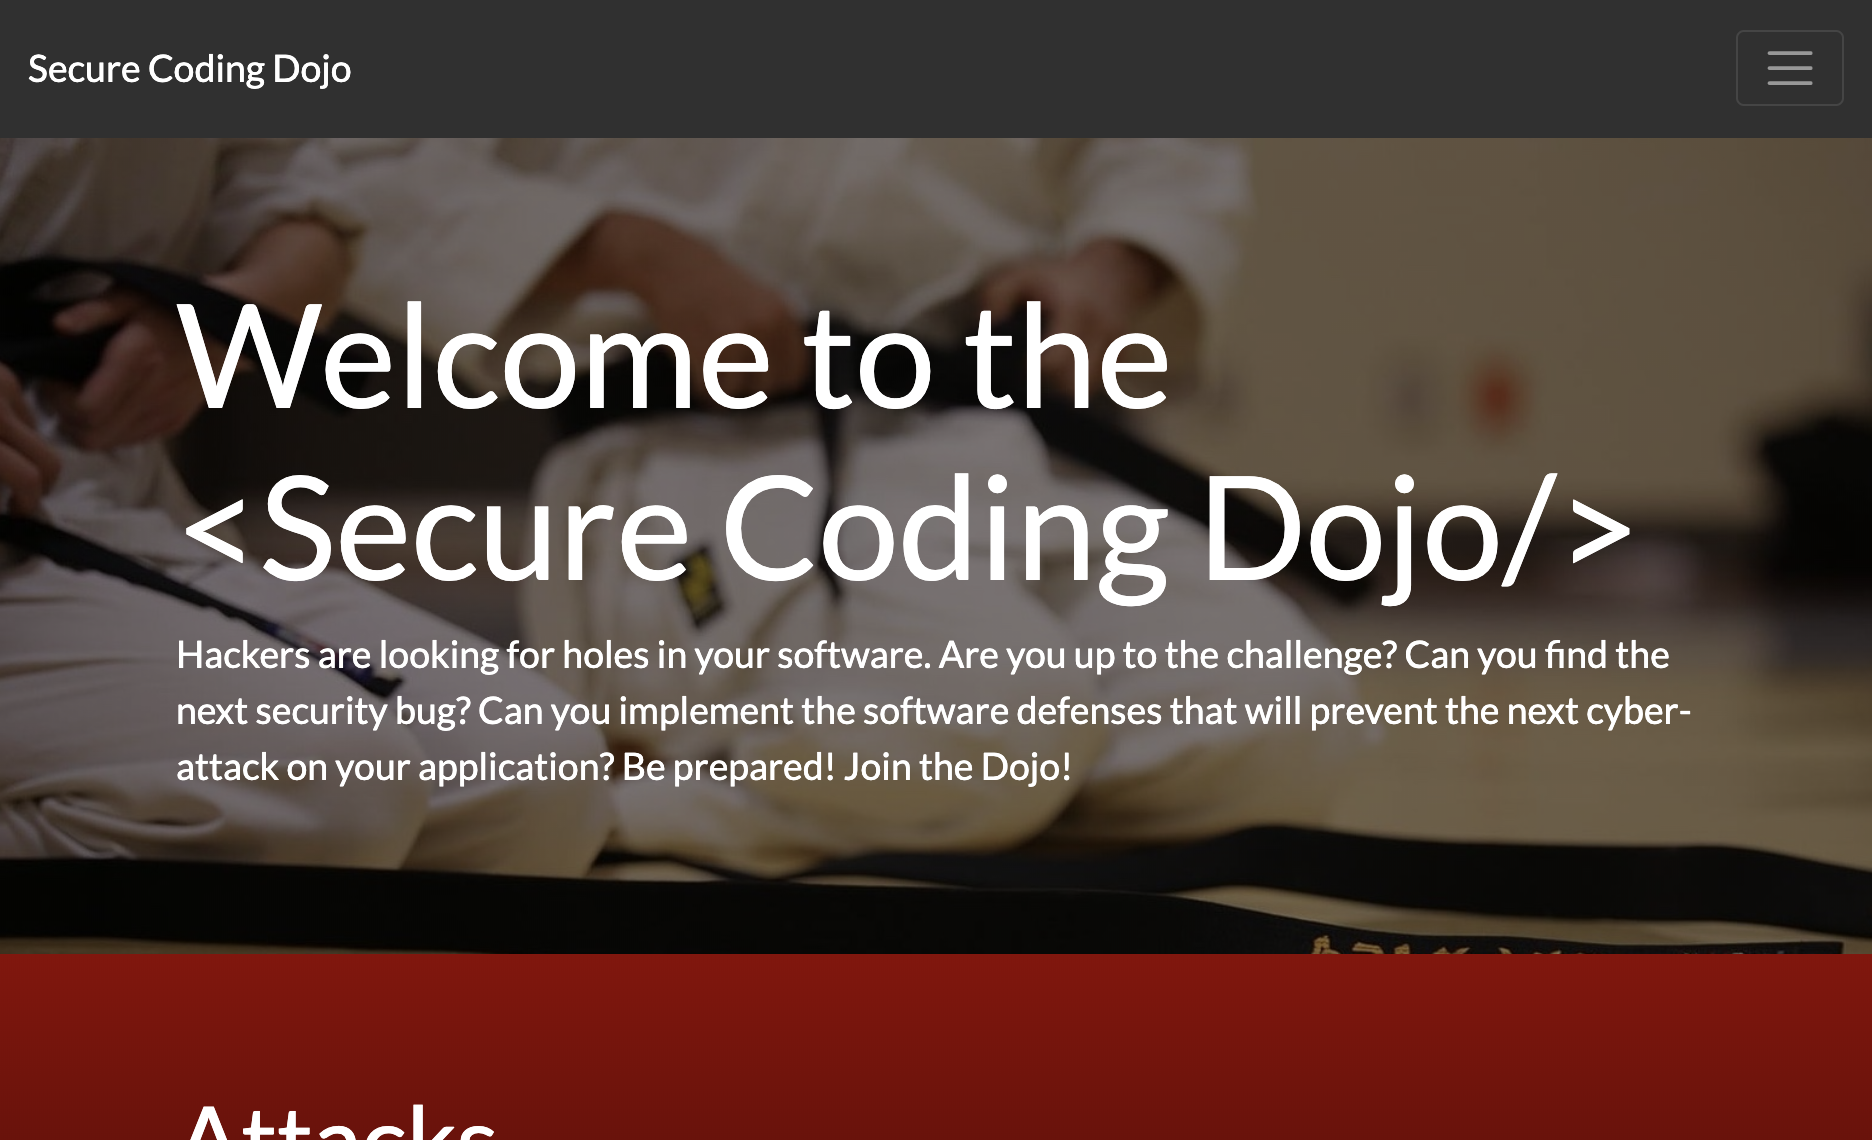 Secure Coding Dojo
Welcome to the
<Secure Coding Dojo/>
Hackers are looking for holes in your software. Are you up to the challenge? Can you find the
next security bug? Can you implement the software defenses that will prevent the next cyber-
attack on your application? Be prepared! Join the Dojo!
Attacks